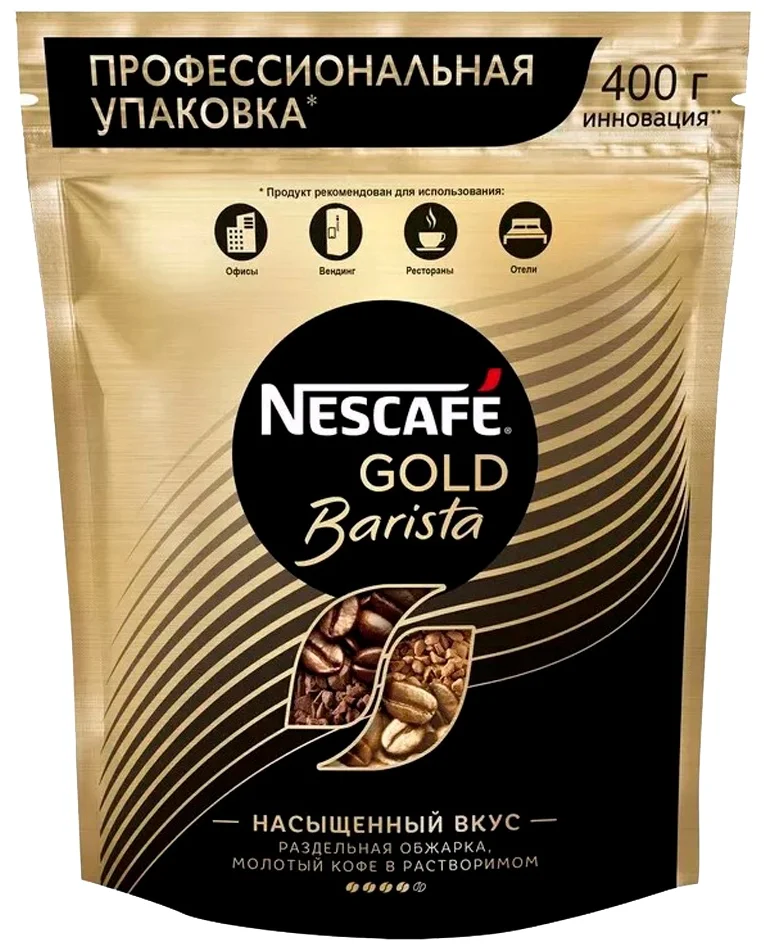 ПРОФЕССИОНАЛЬНАЯ
УПАКОВКА*
400 г
ИННОВАЦИЯ**
* Продукт рекомендован для использования:
Офисы
Вендинг
Рестораны
Отели
NESCAFÉ®
GOLD
Barista
— НАСЫЩЕННЫЙ ВКУС —
РАЗДЕЛЬНАЯ ОБЖАРКА,
МОЛОТЫЙ КОФЕ В РАСТВОРИМОМ